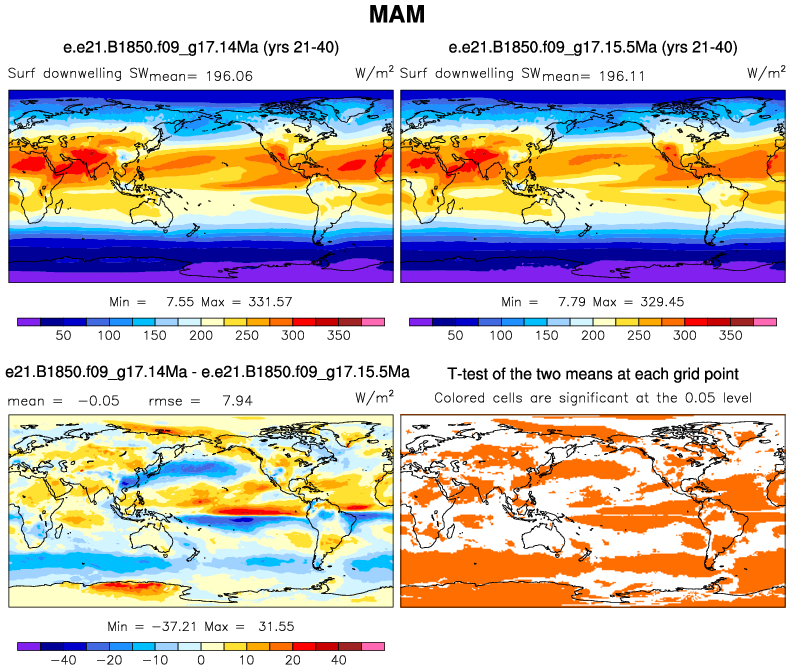 MAM
e.e21.B1850.f09_g17.14Ma (yrs 21-40)
Surf downwelling SW mean= 196.06 W/m²
Min = 7.55 Max = 331.57
50 100 150 200 250 300 350
e.e21.B1850.f09_g17.15.5Ma (yrs 21-40)
Surf downwelling SW mean= 196.11 W/m²
Min = 7.79 Max = 329.45
50 100 150 200 250 300 350
e21.B1850.f09_g17.14Ma - e.e21.B1850.f09_g17.15.5Ma
mean = −0.05 rmse = 7.94 W/m²
Min = −37.21 Max = 31.55
−40 −20 −10 0 10 20 40
T-test of the two means at each grid point
Colored cells are significant at the 0.05 level